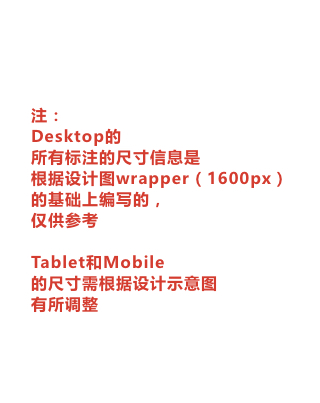 注：
Desktop的
所有标注的尺寸信息是
根据设计图wrapper（1600px）
的基础上编写的，
仅供参考
Tablet和Mobile
的尺寸需根据设计示意图
有所调整